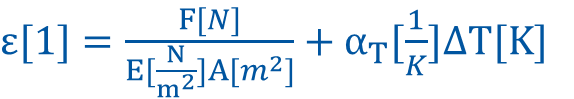 ε[1] = F[N] / E[N/m²]A[m²] + α_T[1/K]ΔT[K]